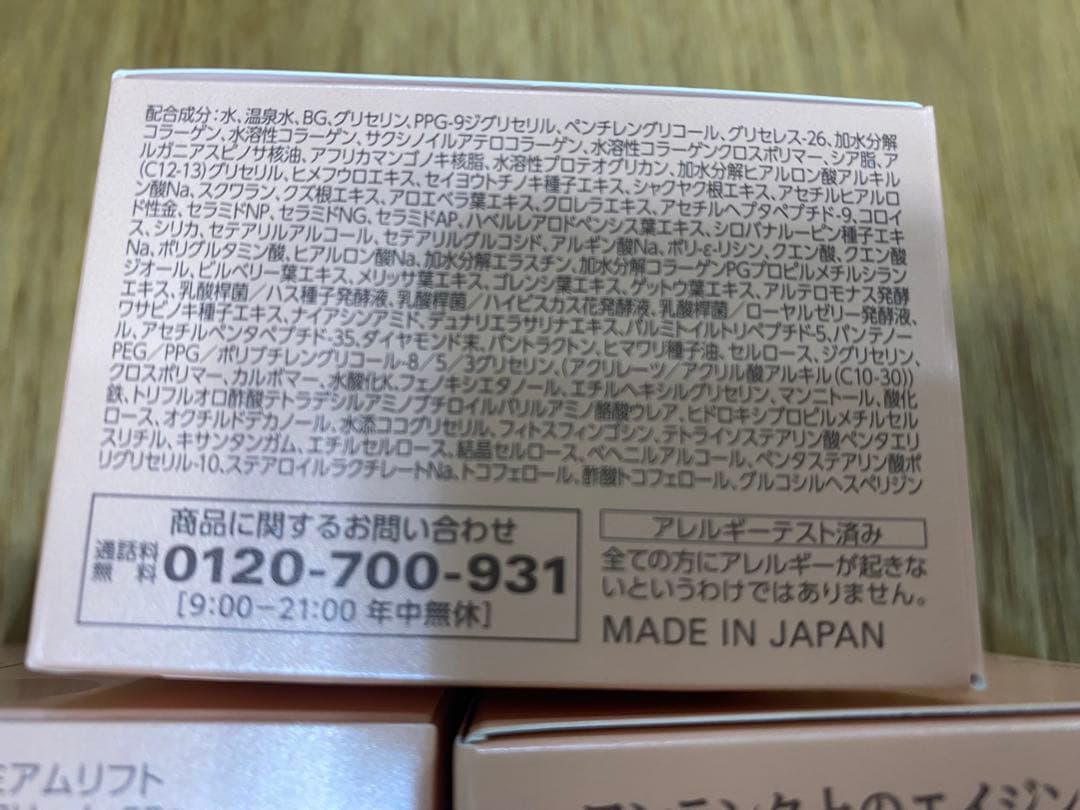 配合成分:水、温泉水、BG、グリセリン、PPG-9ジグリセリル、ペンチレングリコール、グリセレス-26、加水分解
コラーゲン、水溶性コラーゲン、サクシノイルアテロコラーゲン、水溶性コラーゲンクロスポリマー、シア脂、ア
ルガニアスピノサ核油、アフリカマンゴノキ核脂、水溶性プロテオグリカン、加水分解ヒアルロン酸アルキル
(C12-13)グリセリル、ヒメフウロエキス、セイヨウトチノキ種子エキス、シャクヤク根エキス、アセチルヒアルロ
ン酸Na、スクワラン、クズ根エキス、アロエベラ葉エキス、クロレラエキス、アセチルヘプタペプチド-9、コロイ
ド性金、セラミドNP、セラミドNG、セラミドAP、ハベルレアロドペンシス葉エキス、シロバナルーピン種子エキ
ス、シリカ、セテアリルアルコール、セテアリルグルコシド、アルギン酸Na、ポリ-ε-リシン、クエン酸、クエン酸
Na、ポリグルタミン酸、ヒアルロン酸Na、加水分解エラスチン、加水分解コラーゲンPGプロピルメチルシラン
ジオール、ビルベリー葉エキス、メリッサ葉エキス、ゴレンシ葉エキス、ゲットウ葉エキス、アルテロモナス発酵
エキス、乳酸桿菌/ハス種子発酵液、乳酸桿菌/ハイビスカス花発酵液、乳酸桿菌/ローヤルゼリー発酵液、
ワサビノキ種子エキス、ナイアシンアミド、デュナリエラサリナエキス、パルミトイルトリペプチド-5、パンテノー
ル、アセチルペンタペプチド-35、ダイヤモンド末、パントラクトン、ヒマワリ種子油、セルロース、ジグリセリン、
PEG/PPG/ポリブチレングリコール-8/5/3グリセリン、(アクリレーツ/アクリル酸アルキル(C10-30))
クロスポリマー、カルボマー、水酸化K、フェノキシエタノール、エチルヘキシルグリセリン、マンニトール、酸化
鉄、トリフルオロ酢酸テトラデシルアミノブチロイルバリルアミノ酪酸ウレア、ヒドロキシプロピルメチルセル
ロース、オクチルドデカノール、水添ココグリセリル、フィトスフィンゴシン、テトラインステアリン酸ペンタエリ
スリチル、キサンタンガム、エチルセルロース、結晶セルロース、ベヘニルアルコール、ペンタステアリン酸ポ
リグリセリル-10、ステアロイルラクチレートNa、トコフェロール、酢酸トコフェロール、グルコシルヘスペリジン
商品に関するお問い合わせ
通話料
無 料 0120-700-931
[9:00-21:00 年中無休]
アレルギーテスト済み
全ての方にアレルギーが起きな
いというわけではありません。
MADE IN JAPAN
ミアムリフト